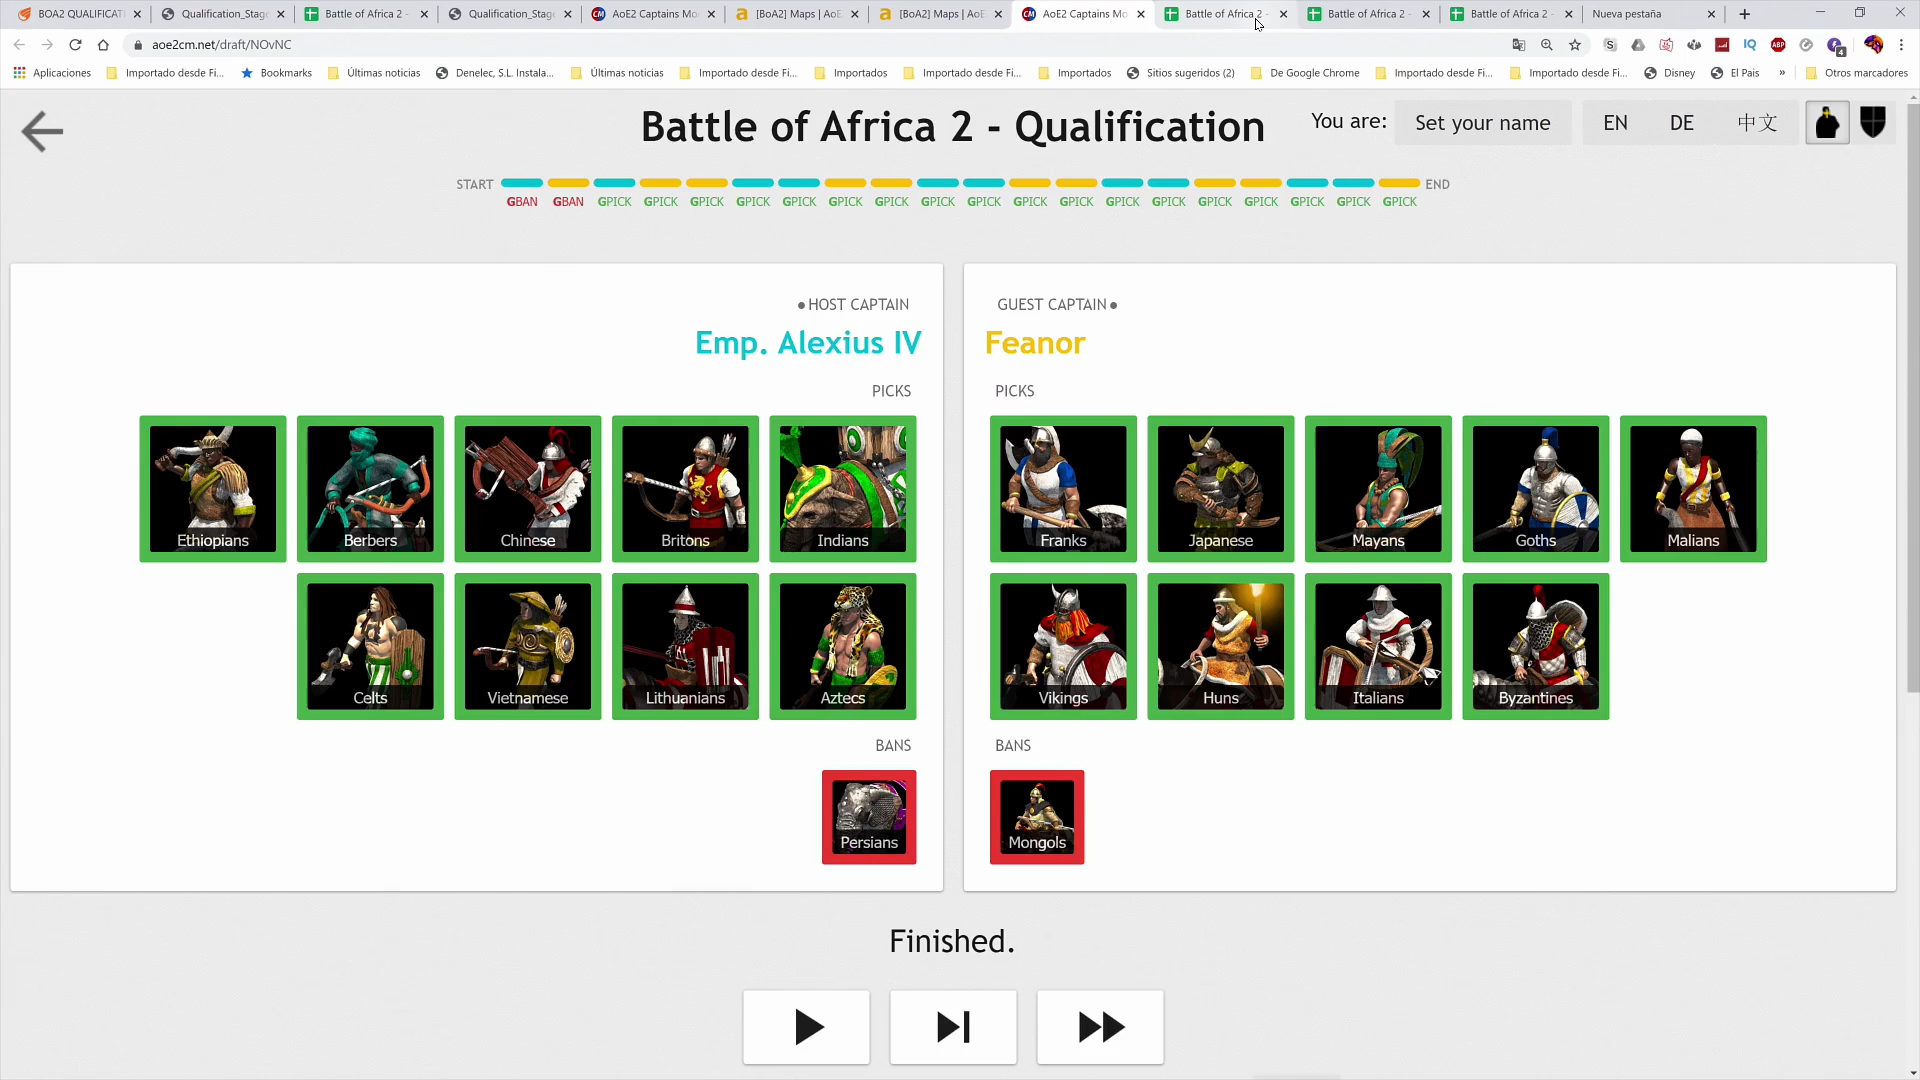 BOA2 QUALIFICATI
Qualification_Stag
Battle of Africa 2 -
Qualification_Stag
AoE2 Captains Mo
[BoA2] Maps | AoE
[BoA2] Maps | AoE
AoE2 Captains Mo
Battle of Africa 2 -
Battle of Africa 2 -
Battle of Africa 2 -
Nueva pestaña
aoe2cm.net/draft/NOvNC
Aplicaciones
Importado desde Fi...
Bookmarks
Últimas noticias
Denelec, S.L. Instala...
Últimas noticias
Importado desde Fi...
Importados
Importado desde Fi...
Importados
Sitios sugeridos (2)
De Google Chrome
Importado desde Fi...
Importado desde Fi...
Disney
El Pais
»
Otros marcadores
Battle of Africa 2 - Qualification
You are:
Set your name
EN
DE
中文
START
END
GBAN GBAN GPICK GPICK GPICK GPICK GPICK GPICK GPICK GPICK GPICK GPICK GPICK GPICK GPICK GPICK GPICK GPICK GPICK GPICK
HOST CAPTAIN
Emp. Alexius IV
PICKS
Ethiopians Berbers Chinese Britons Indians
Celts Vietnamese Lithuanians Aztecs
BANS
Persians
GUEST CAPTAIN
Feanor
PICKS
Franks Japanese Mayans Goths Malians
Vikings Huns Italians Byzantines
BANS
Mongols
Finished.